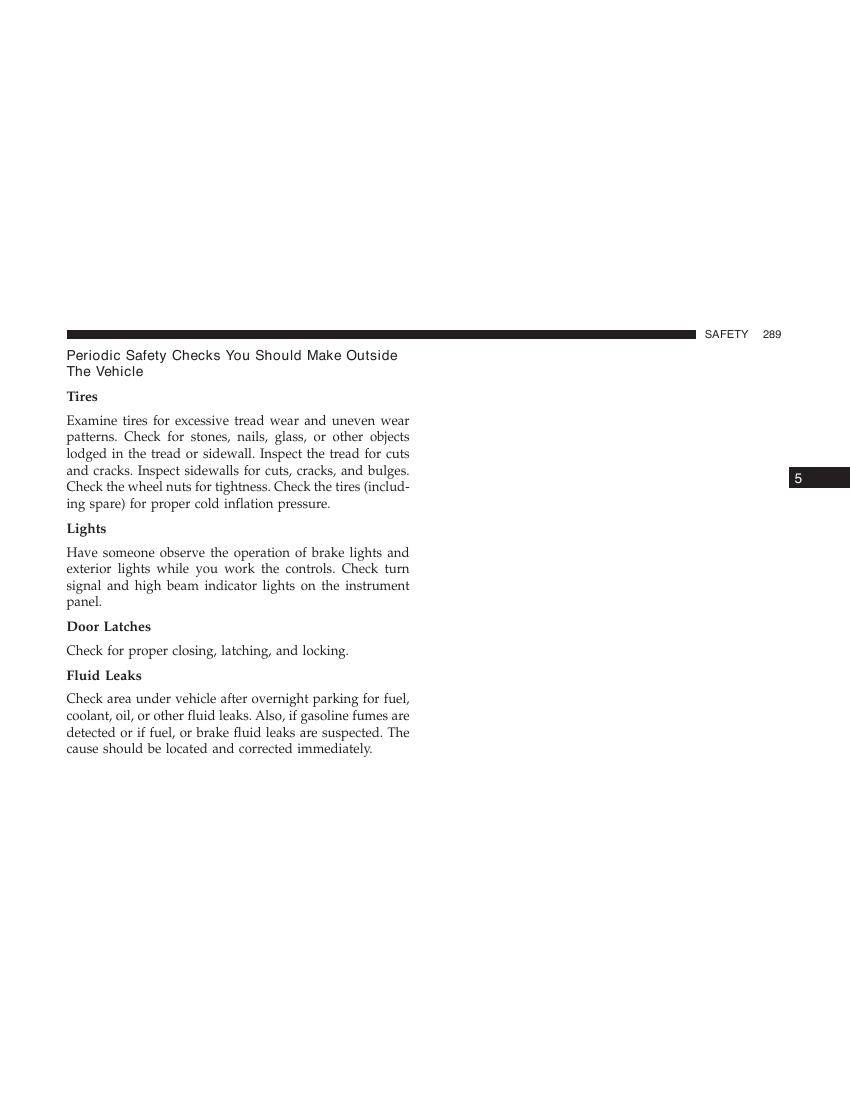 SAFETY 289
Periodic Safety Checks You Should Make Outside
The Vehicle
Tires
Examine tires for excessive tread wear and uneven wear
patterns. Check for stones, nails, glass, or other objects
lodged in the tread or sidewall. Inspect the tread for cuts
and cracks. Inspect sidewalls for cuts, cracks, and bulges.
Check the wheel nuts for tightness. Check the tires (includ-
ing spare) for proper cold inflation pressure.
Lights
Have someone observe the operation of brake lights and
exterior lights while you work the controls. Check turn
signal and high beam indicator lights on the instrument
panel.
Door Latches
Check for proper closing, latching, and locking.
Fluid Leaks
Check area under vehicle after overnight parking for fuel,
coolant, oil, or other fluid leaks. Also, if gasoline fumes are
detected or if fuel, or brake fluid leaks are suspected. The
cause should be located and corrected immediately.
5